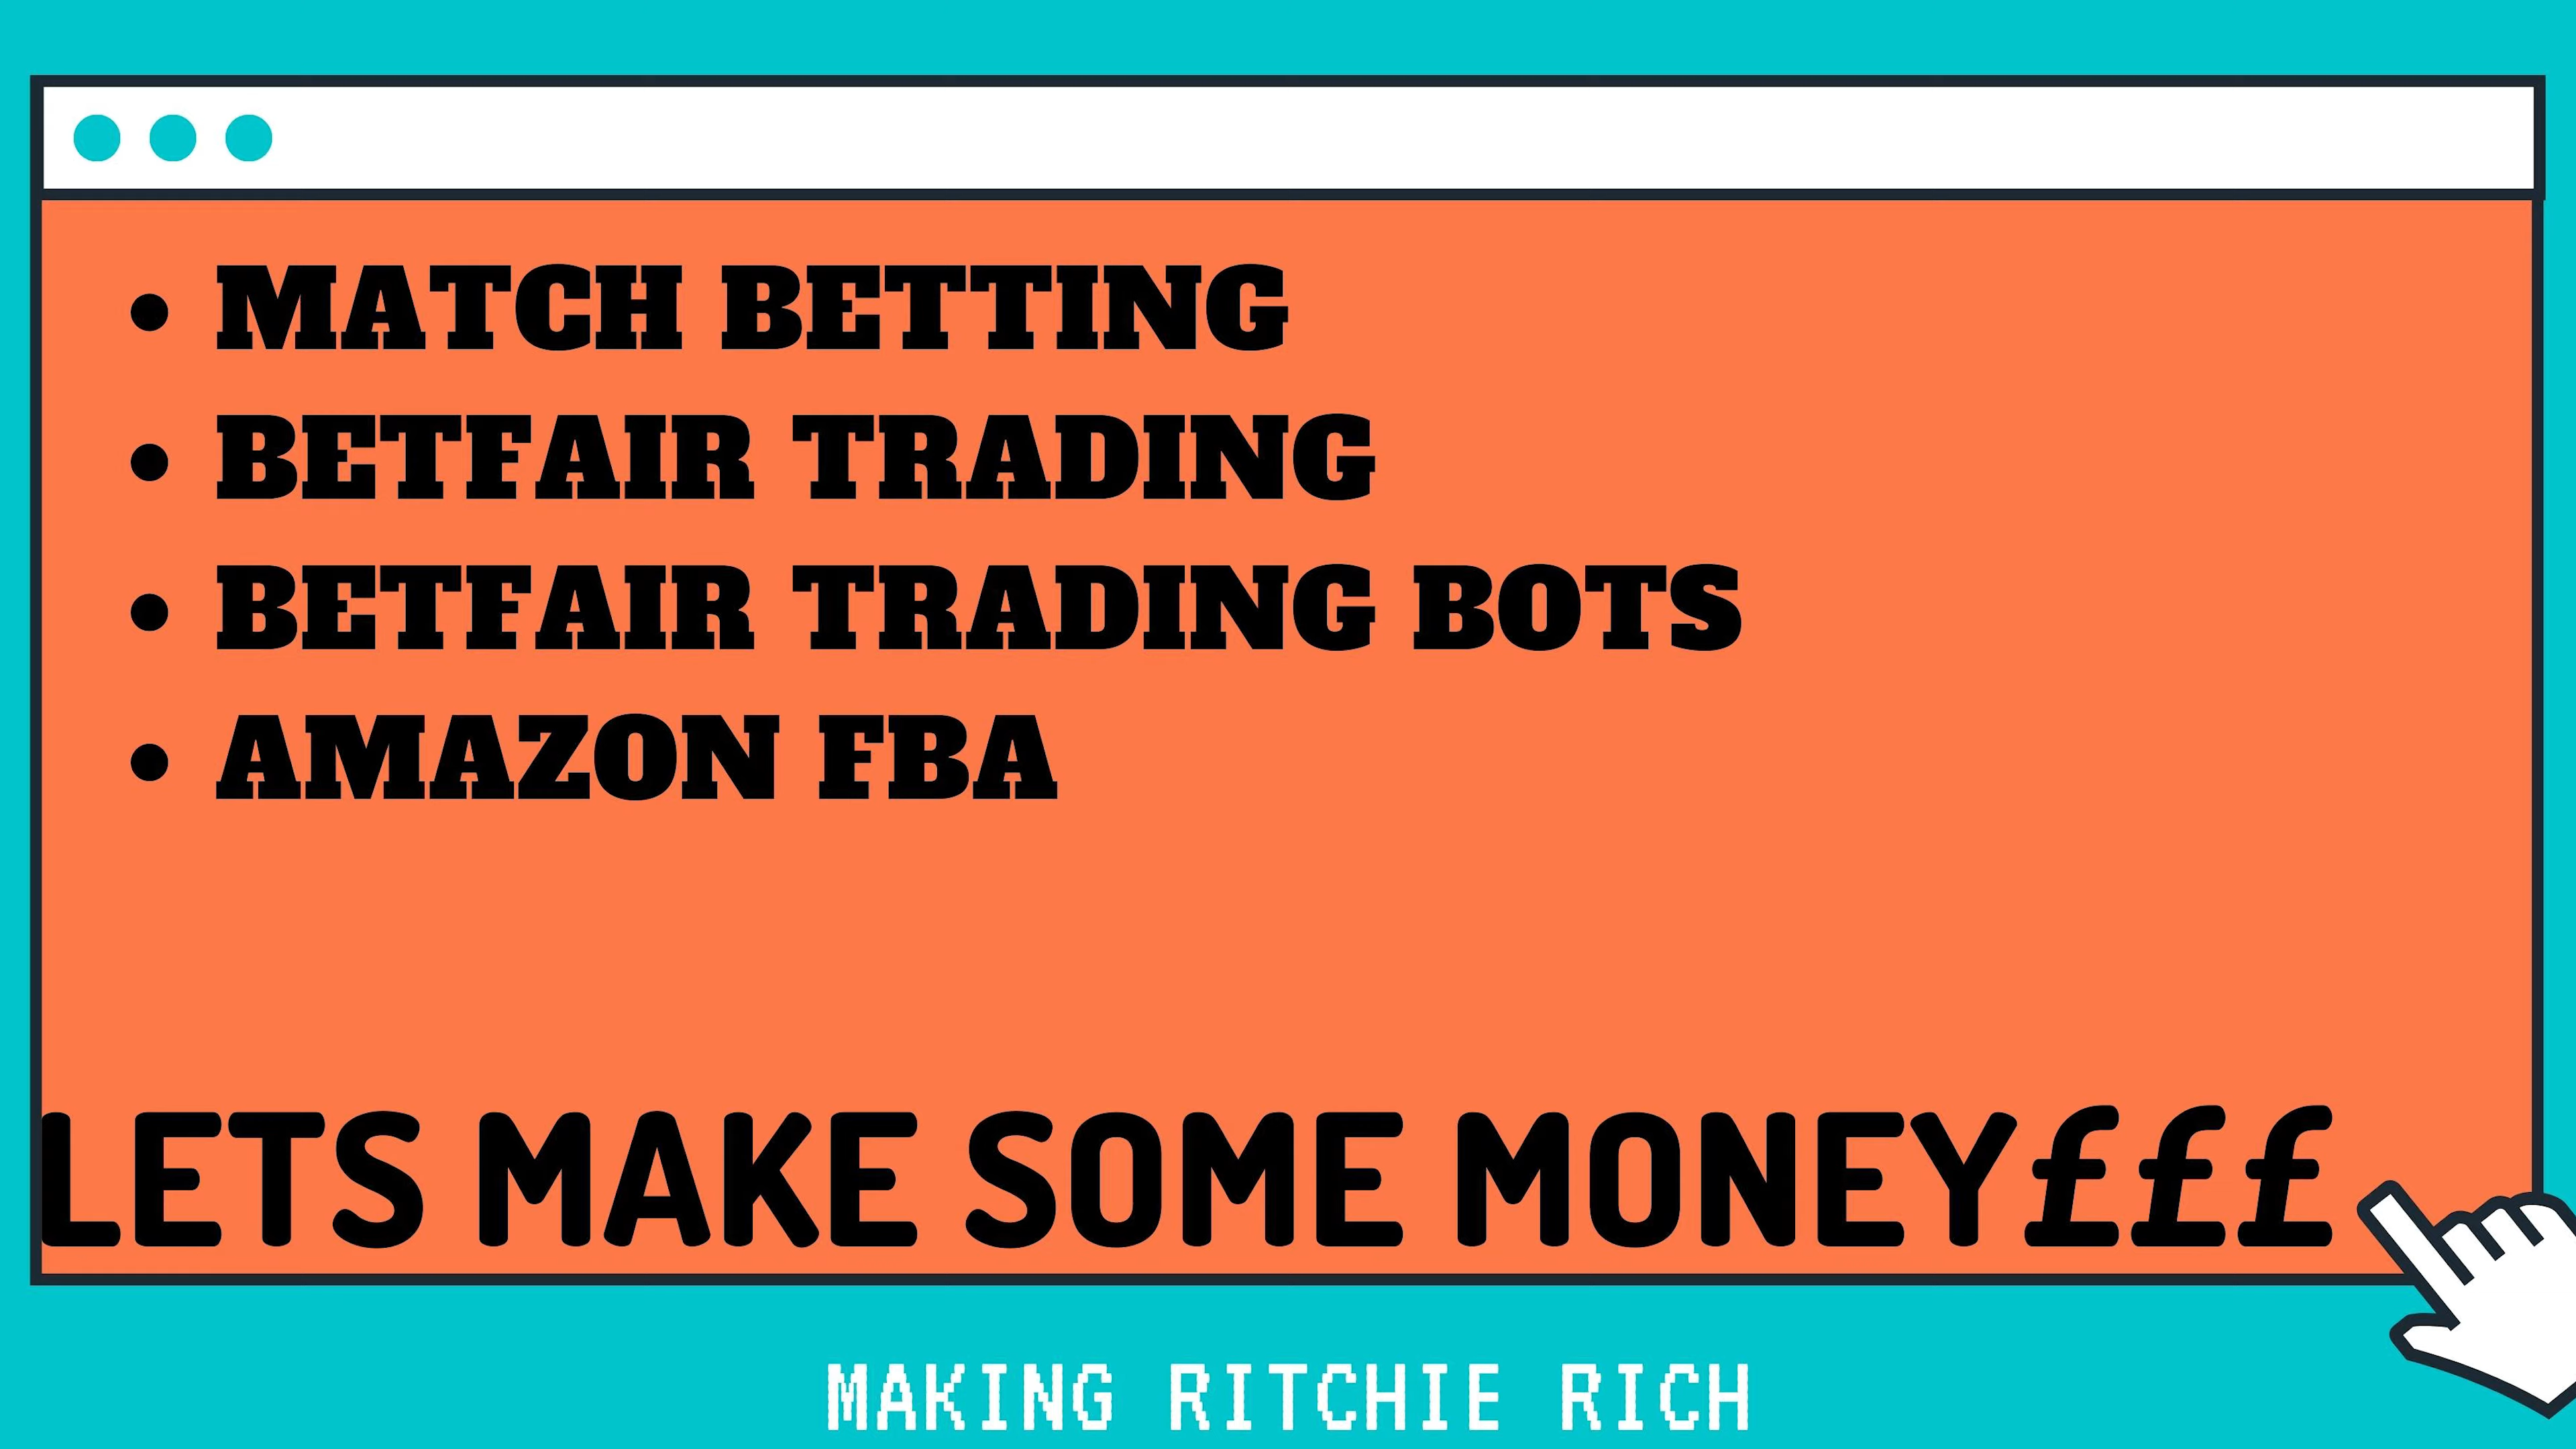 • MATCH BETTING
• BETFAIR TRADING
• BETFAIR TRADING BOTS
• AMAZON FBA
LETS MAKE SOME MONEY£££
MAKING RITCHIE RICH